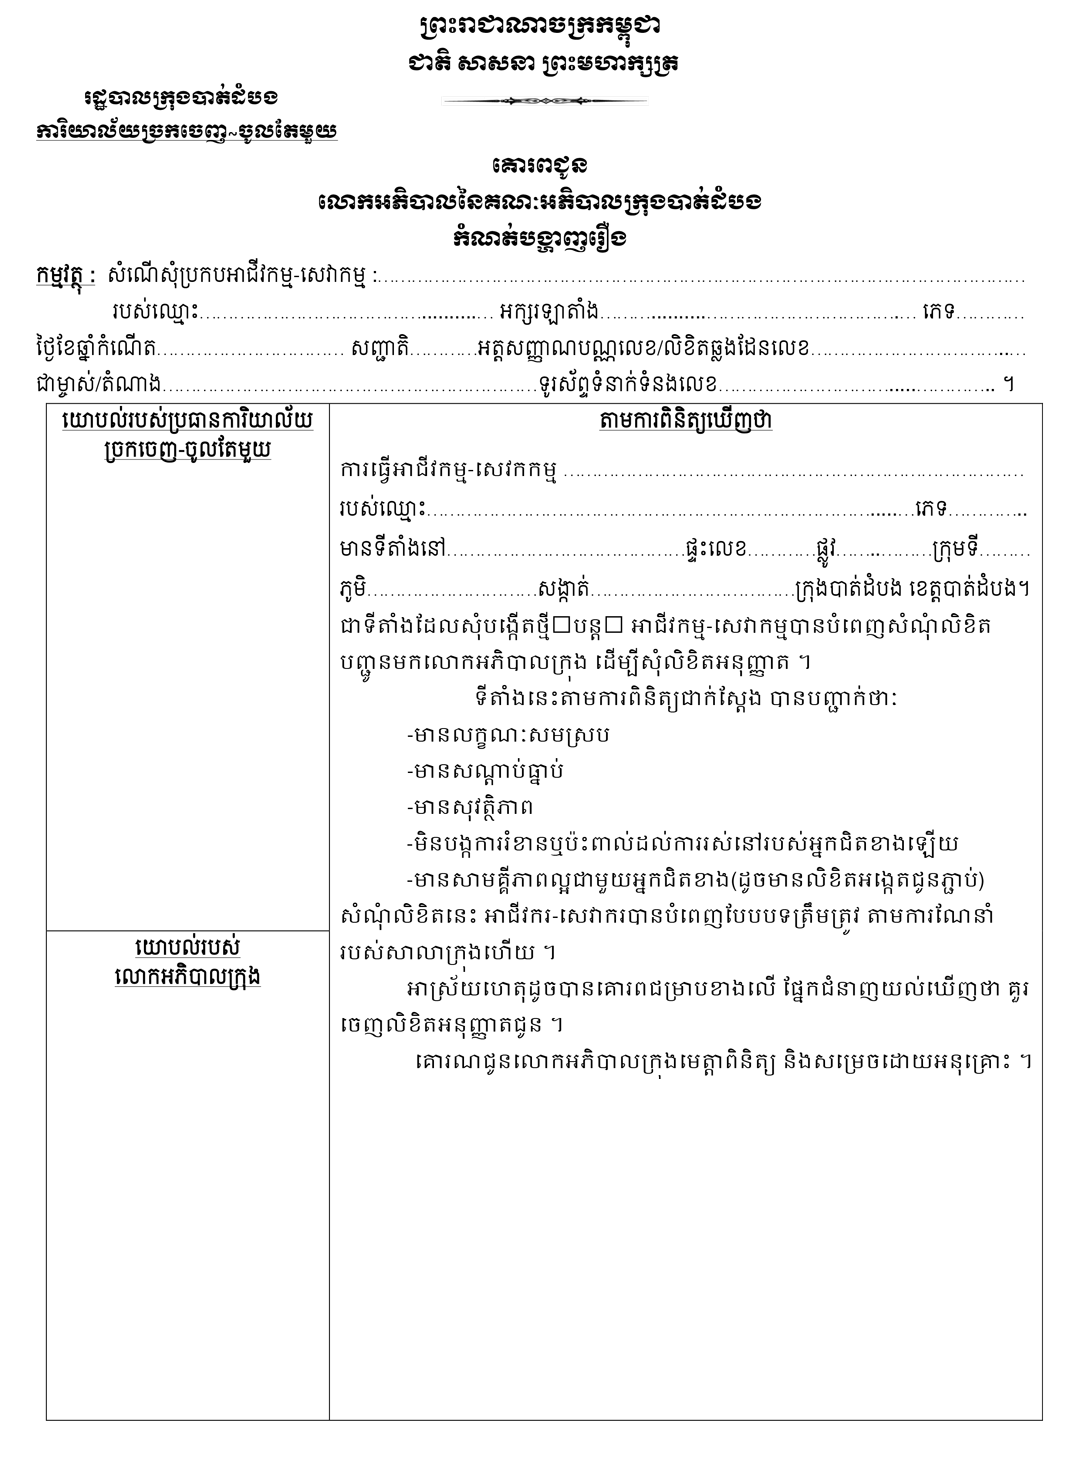 ព្រះរាជាណាចក្រកម្ពុជា
ជាតិ សាសនា ព្រះមហាក្សត្រ
រដ្ឋបាលក្រុងបាត់ដំបង
ការិយាល័យច្រកចេញ~ចូលតែមួយ
គោរពជូន
លោកអភិបាលនៃគណៈអភិបាលក្រុងបាត់ដំបង
កំណត់បង្ហាញរឿង
កម្មវត្ថុ : សំណើសុំប្រកបអាជីវកម្ម-សេវាកម្ម :................................................................
របស់ឈ្មោះ................................ អក្សរឡាតាំង................................ ភេទ............
ថ្ងៃខែឆ្នាំកំណើត............................ សញ្ជាតិ............អត្តសញ្ញាណបណ្ណលេខ/លិខិតឆ្លងដែនលេខ................................
ជាម្ចាស់/តំណាង................................................ទូរស័ព្ទទំនាក់ទំនងលេខ................................ ។
យោបល់របស់ប្រធានការិយាល័យ
ច្រកចេញ-ចូលតែមួយ
តាមការពិនិត្យឃើញថា
ការធ្វើអាជីវកម្ម-សេវកកម្ម ................................................................
របស់ឈ្មោះ................................................................ភេទ............
មានទីតាំងនៅ................................ផ្ទះលេខ............ផ្លូវ................ក្រុមទី.........
ភូមិ............................សង្កាត់................................ក្រុងបាត់ដំបង ខេត្តបាត់ដំបង។
ជាទីតាំងដែលសុំបង្កើតថ្មី☐បន្ត☐ អាជីវកម្ម-សេវាកម្មបានបំពេញសំណុំលិខិត
បញ្ជូនមកលោកអភិបាលក្រុង ដើម្បីសុំលិខិតអនុញ្ញាត ។
ទីតាំងនេះតាមការពិនិត្យជាក់ស្តែង បានបញ្ជាក់ថាៈ
-មានលក្ខណៈសមស្រប
-មានសណ្តាប់ធ្នាប់
-មានសុវត្ថិភាព
-មិនបង្កការរំខានឬប៉ះពាល់ដល់ការរស់នៅរបស់អ្នកជិតខាងឡើយ
-មានសាមគ្គីភាពល្អជាមួយអ្នកជិតខាង(ដូចមានលិខិតអង្កេតជូនភ្ជាប់)
សំណុំលិខិតនេះ អាជីវករ-សេវាករបានបំពេញបែបបទត្រឹមត្រូវ តាមការណែនាំ
របស់សាលាក្រុងហើយ ។
អាស្រ័យហេតុដូចបានគោរពជម្រាបខាងលើ ផ្នែកជំនាញយល់ឃើញថា គួរ
ចេញលិខិតអនុញ្ញាតជូន ។
គោរណជូនលោកអភិបាលក្រុងមេត្តាពិនិត្យ និងសម្រេចដោយអនុគ្រោះ ។
យោបល់របស់
លោកអភិបាលក្រុង